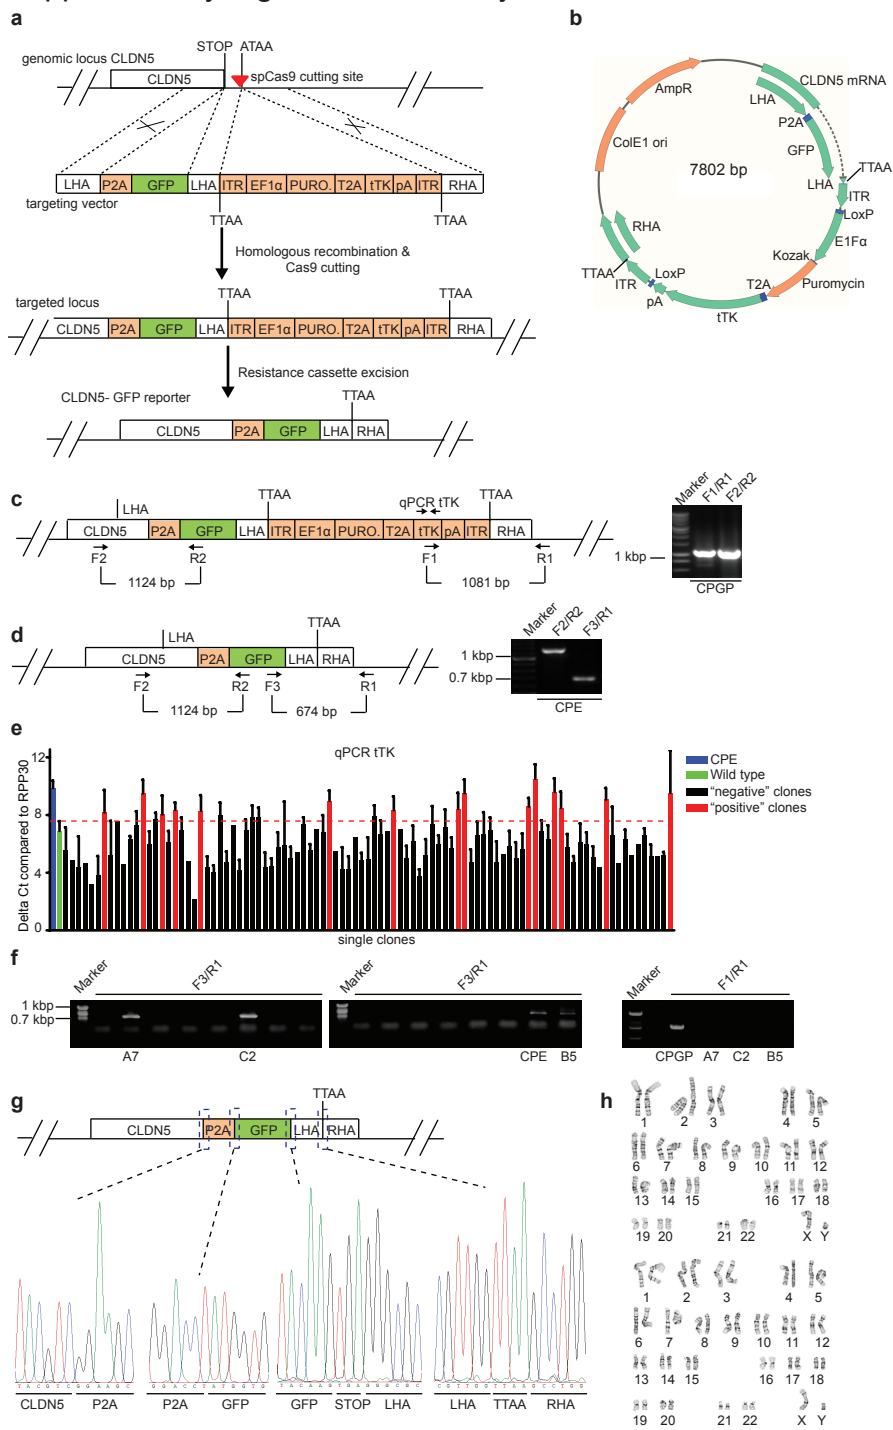 a
STOP ATAA
genomic locus CLDN5
CLDN5
spCas9 cutting site
LHA P2A GFP LHA ITR EF1α PURO. T2A tTK pA ITR RHA
targeting vector
TTAA TTAA
Homologous recombination &
Cas9 cutting
targeted locus
TTAA TTAA
CLDN5 P2A GFP LHA ITR EF1α PURO. T2A tTK pA ITR RHA
Resistance cassette excision
CLDN5- GFP reporter
TTAA
CLDN5 P2A GFP LHA RHA
b
CLDN5 mRNA
AmpR
LHA
P2A
ColE1 ori
GFP
7802 bp
TTAA
LHA
ITR
LoxP
RHA
E1Fα
Kozak
TTAA
LoxP
ITR
T2A
Puromycin
pA
tTK
c
LHA
TTAA
qPCR tTK
TTAA
CLDN5 P2A GFP LHA ITR EF1α PURO. T2A tTK pA ITR RHA
F2 R2 F1 R1
1124 bp 1081 bp
Marker F1/R1 F2/R2
1 kbp
CPGP
d
LHA
TTAA
CLDN5 P2A GFP LHA RHA
F2 R2 F3 R1
1124 bp 674 bp
Marker F2/R2 F3/R1
1 kbp
0.7 kbp
CPE
e
qPCR tTK
Delta Ct compared to RPP30
12
8
4
0
single clones
CPE
Wild type
“negative” clones
“positive” clones
f
Marker F3/R1
1 kbp
0.7 kbp
A7 C2
Marker F3/R1
CPE B5
Marker F1/R1
CPGP A7 C2 B5
g
TTAA
CLDN5 P2A GFP LHA RHA
TACGTCGGAAGC
GGACCTATGGTG
TACAAGTGAGGGCGC
CGTTGGTTAAGCCTGG
CLDN5 P2A P2A GFP GFP STOP LHA LHA TTAA RHA
h
1 2 3 4 5
6 7 8 9 10 11 12
13 14 15 16 17 18
19 20 21 22 X Y
1 2 3 4 5
6 7 8 9 10 11 12
13 14 15 16 17 18
19 20 21 22 X Y